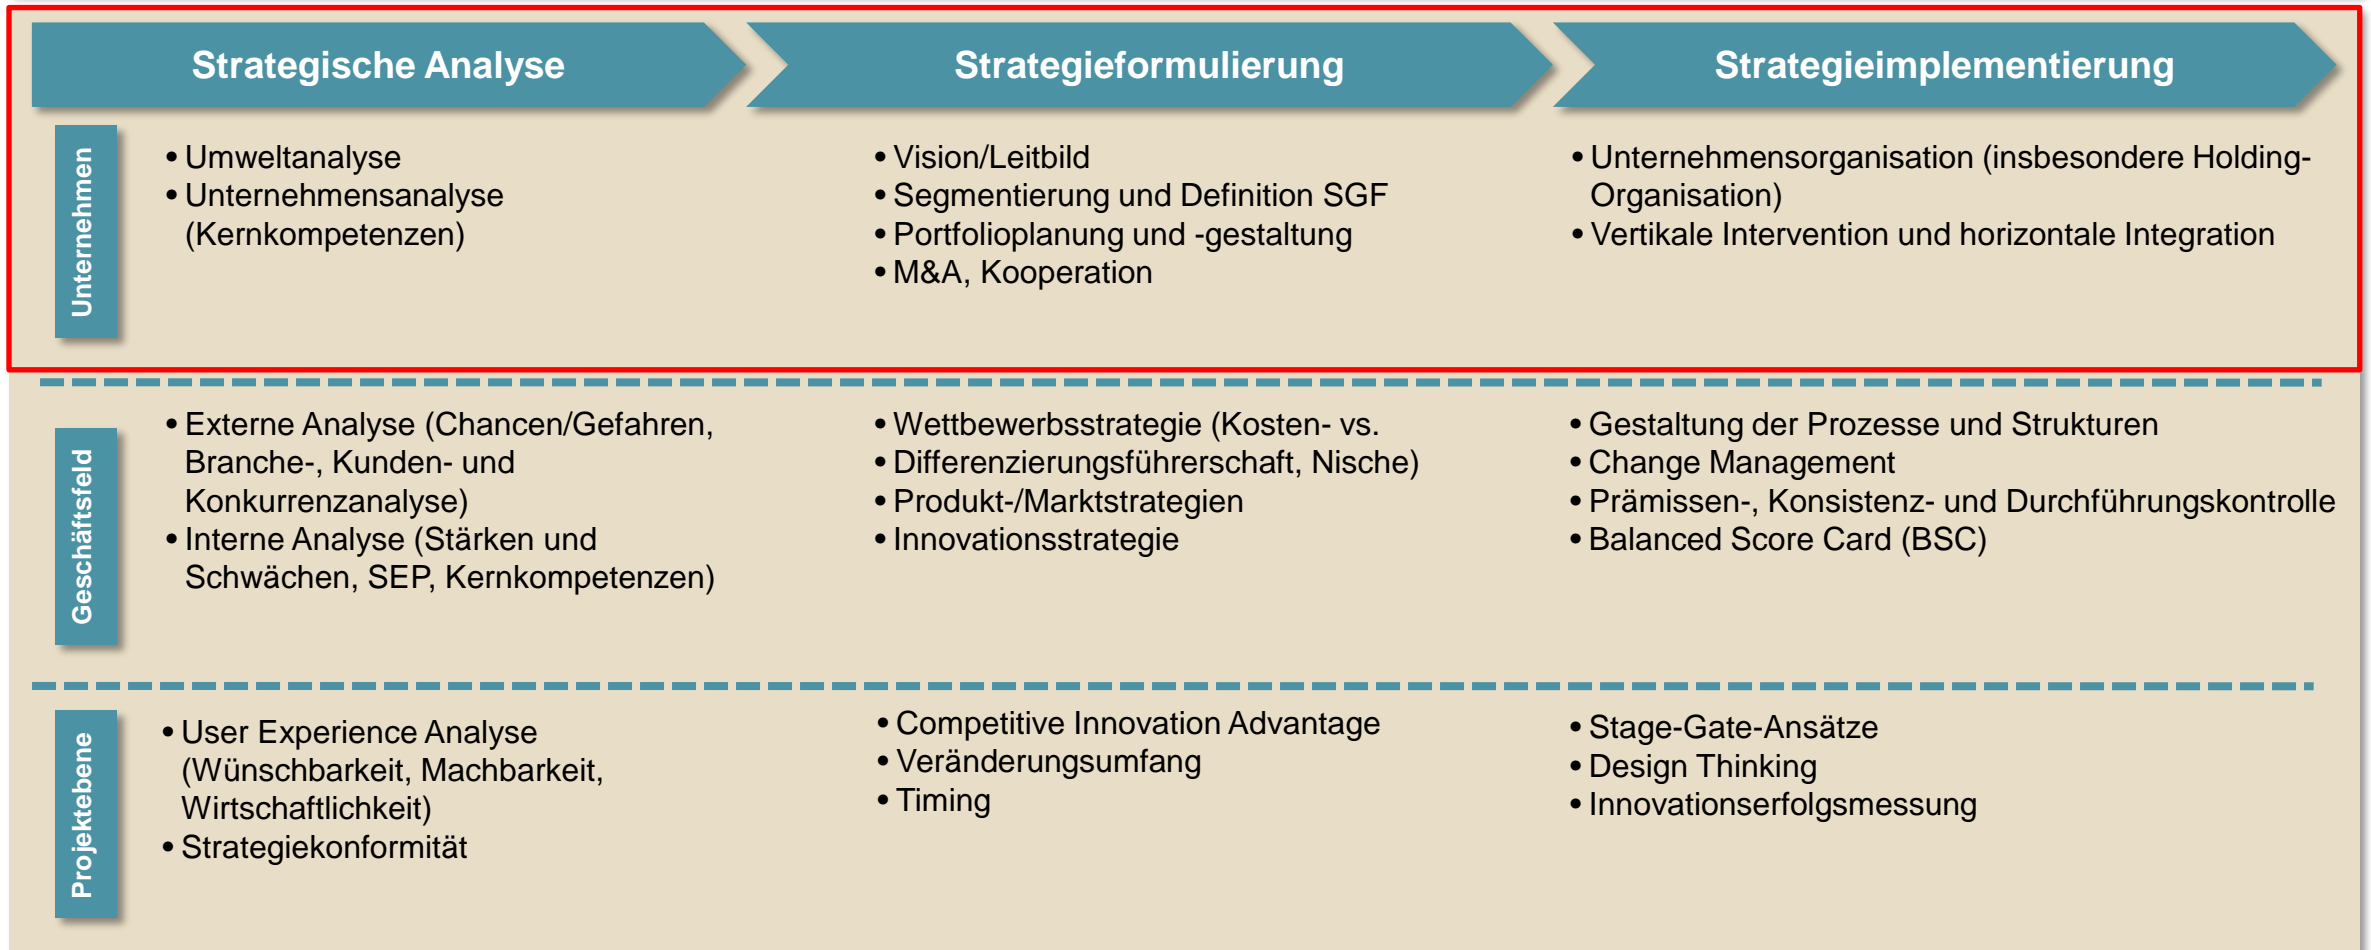 Strategische Analyse
Strategieformulierung
Strategieimplementierung
Unternehmen
• Umweltanalyse
• Unternehmensanalyse
(Kernkompetenzen)
• Vision/Leitbild
• Segmentierung und Definition SGF
• Portfolioplanung und -gestaltung
• M&A, Kooperation
• Unternehmensorganisation (insbesondere Holding-
Organisation)
• Vertikale Intervention und horizontale Integration
Geschäftsfeld
• Externe Analyse (Chancen/Gefahren,
Branche-, Kunden- und
Konkurrenzanalyse)
• Interne Analyse (Stärken und
Schwächen, SEP, Kernkompetenzen)
• Wettbewerbsstrategie (Kosten- vs.
• Differenzierungsführerschaft, Nische)
• Produkt-/Marktstrategien
• Innovationsstrategie
• Gestaltung der Prozesse und Strukturen
• Change Management
• Prämissen-, Konsistenz- und Durchführungskontrolle
• Balanced Score Card (BSC)
Projektebene
• User Experience Analyse
(Wünschbarkeit, Machbarkeit,
Wirtschaftlichkeit)
• Strategiekonformität
• Competitive Innovation Advantage
• Veränderungsumfang
• Timing
• Stage-Gate-Ansätze
• Design Thinking
• Innovationserfolgsmessung